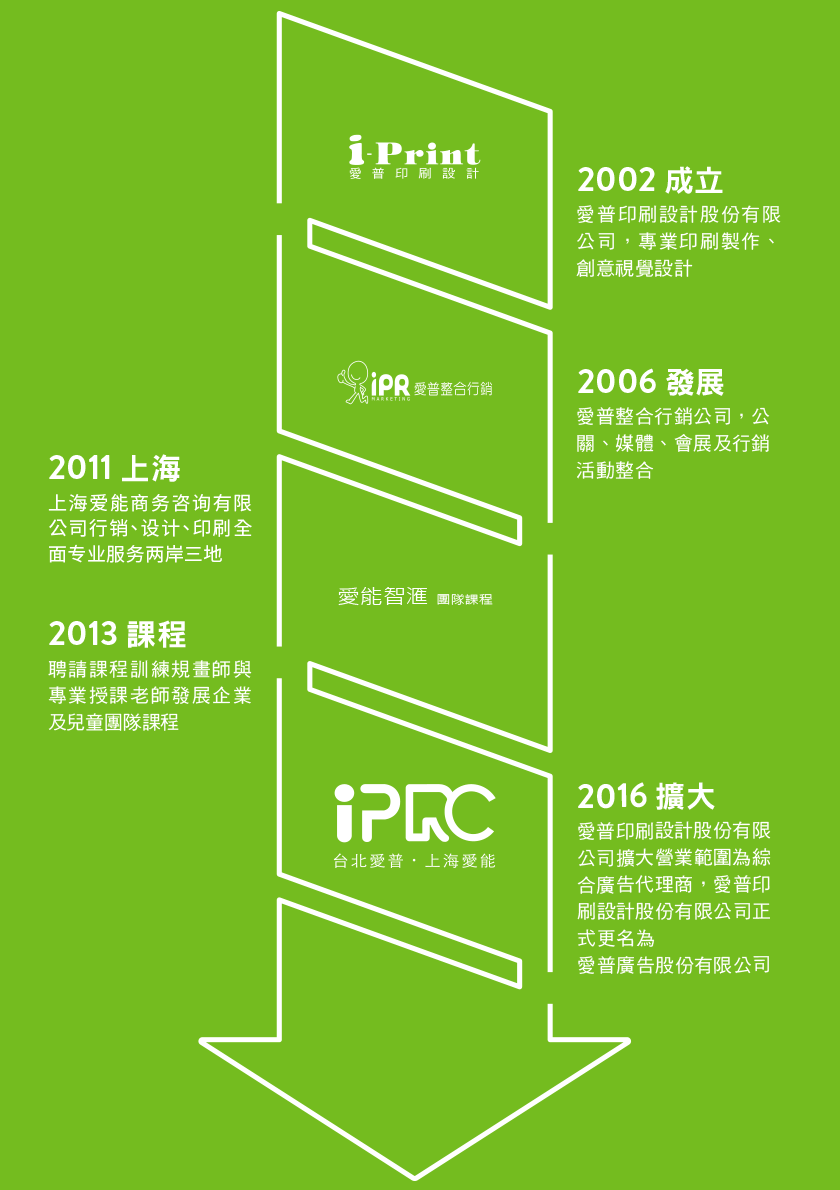 i-Print
愛普印刷設計
2002 成立
愛普印刷設計股份有限
公司，專業印刷製作、
創意視覺設計
iPR 愛普整合行銷
MARKETING
2006 發展
愛普整合行銷公司，公
關、媒體、會展及行銷
活動整合
2011 上海
上海爱能商务咨询有限
公司行销、设计、印刷全
面专业服务两岸三地
愛能智滙 團隊課程
2013 課程
聘請課程訓練規畫師與
專業授課老師發展企業
及兒童團隊課程
iPRC
台北愛普・上海愛能
2016 擴大
愛普印刷設計股份有限
公司擴大營業範圍為綜
合廣告代理商，愛普印
刷設計股份有限公司正
式更名為
愛普廣告股份有限公司